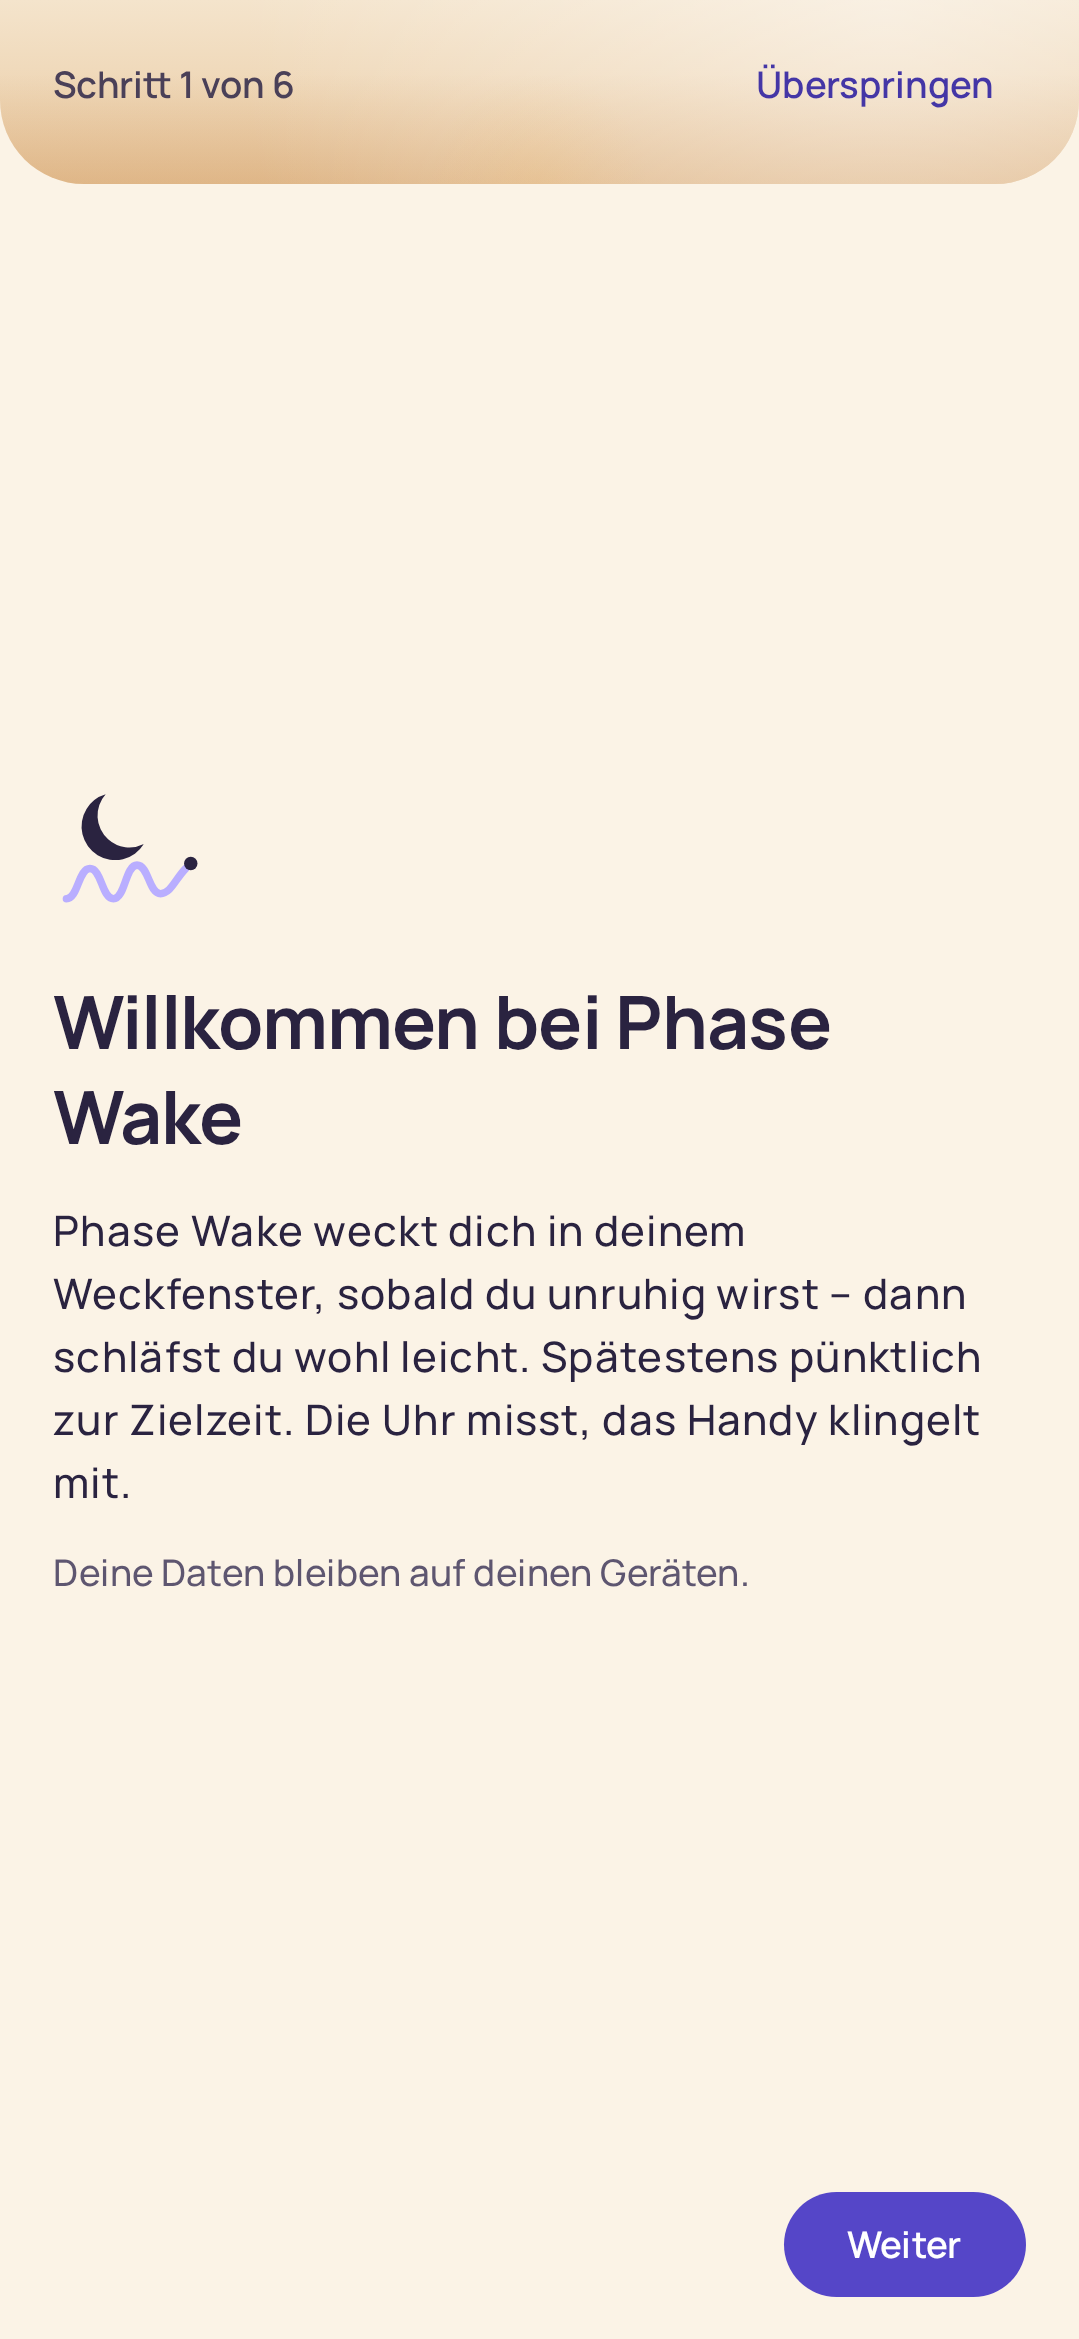 Schritt 1 von 6
Überspringen
Willkommen bei Phase
Wake
Phase Wake weckt dich in deinem
Weckfenster, sobald du unruhig wirst – dann
schläfst du wohl leicht. Spätestens pünktlich
zur Zielzeit. Die Uhr misst, das Handy klingelt
mit.
Deine Daten bleiben auf deinen Geräten.
Weiter